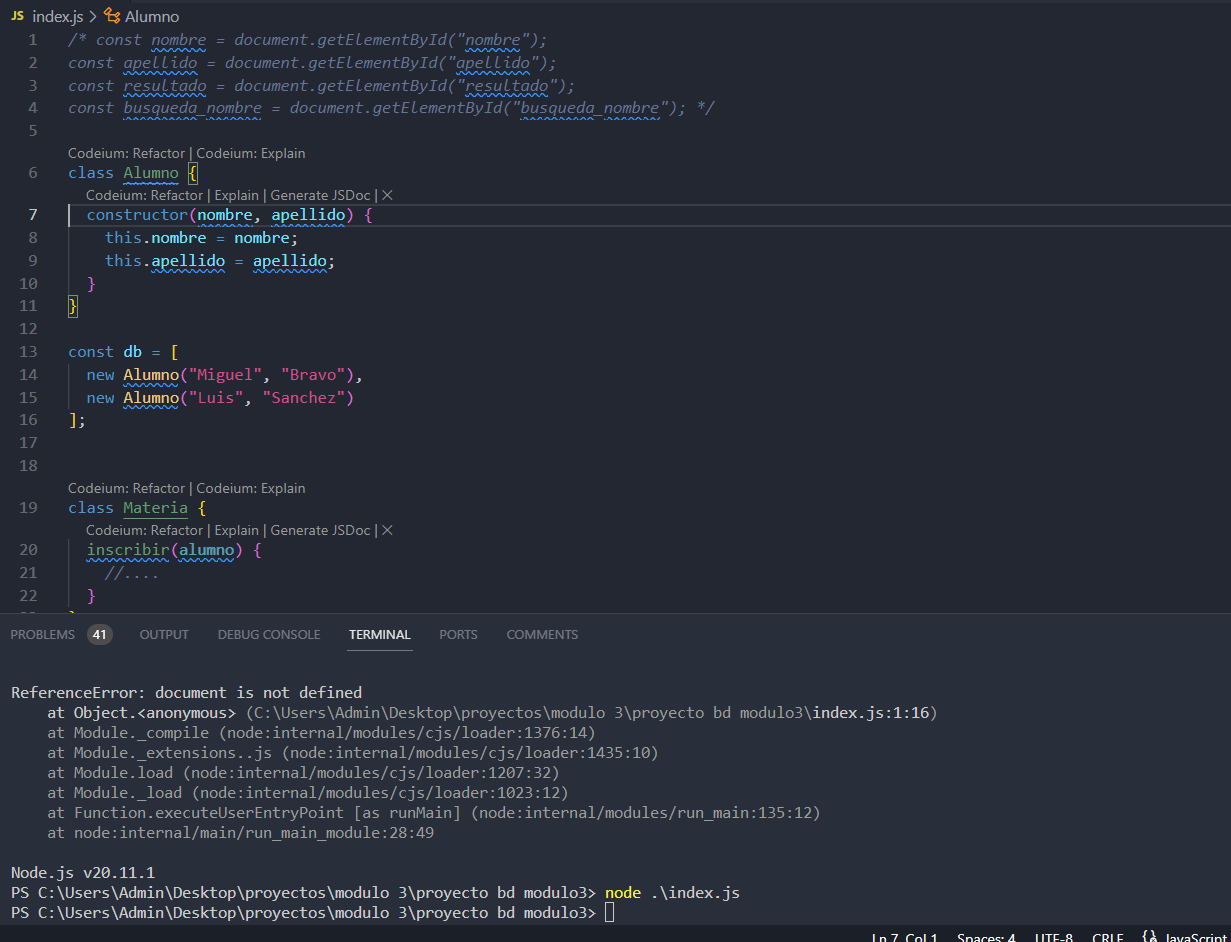 JS index.js > Alumno
1 /* const nombre = document.getElementById("nombre");
2 const apellido = document.getElementById("apellido");
3 const resultado = document.getElementById("resultado");
4 const busqueda_nombre = document.getElementById("busqueda_nombre"); */
5
Codeium: Refactor | Codeium: Explain
6 class Alumno {
Codeium: Refactor | Explain | Generate JSDoc | ✕
7 constructor(nombre, apellido) {
8 this.nombre = nombre;
9 this.apellido = apellido;
10 }
11 }
12
13 const db = [
14 new Alumno("Miguel", "Bravo"),
15 new Alumno("Luis", "Sanchez")
16 ];
17
18
Codeium: Refactor | Codeium: Explain
19 class Materia {
Codeium: Refactor | Explain | Generate JSDoc | ✕
20 inscribir(alumno) {
21 //....
22 }
PROBLEMS 41 OUTPUT DEBUG CONSOLE TERMINAL PORTS COMMENTS
ReferenceError: document is not defined
at Object.<anonymous> (C:\Users\Admin\Desktop\proyectos\modulo 3\proyecto bd modulo3\index.js:1:16)
at Module._compile (node:internal/modules/cjs/loader:1376:14)
at Module._extensions..js (node:internal/modules/cjs/loader:1435:10)
at Module.load (node:internal/modules/cjs/loader:1207:32)
at Module._load (node:internal/modules/cjs/loader:1023:12)
at Function.executeUserEntryPoint [as runMain] (node:internal/modules/run_main:135:12)
at node:internal/main/run_main_module:28:49
Node.js v20.11.1
PS C:\Users\Admin\Desktop\proyectos\modulo 3\proyecto bd modulo3> node .\index.js
PS C:\Users\Admin\Desktop\proyectos\modulo 3\proyecto bd modulo3>
Ln 7, Col 1 Spaces: 4 UTF-8 CRLF {} JavaScript